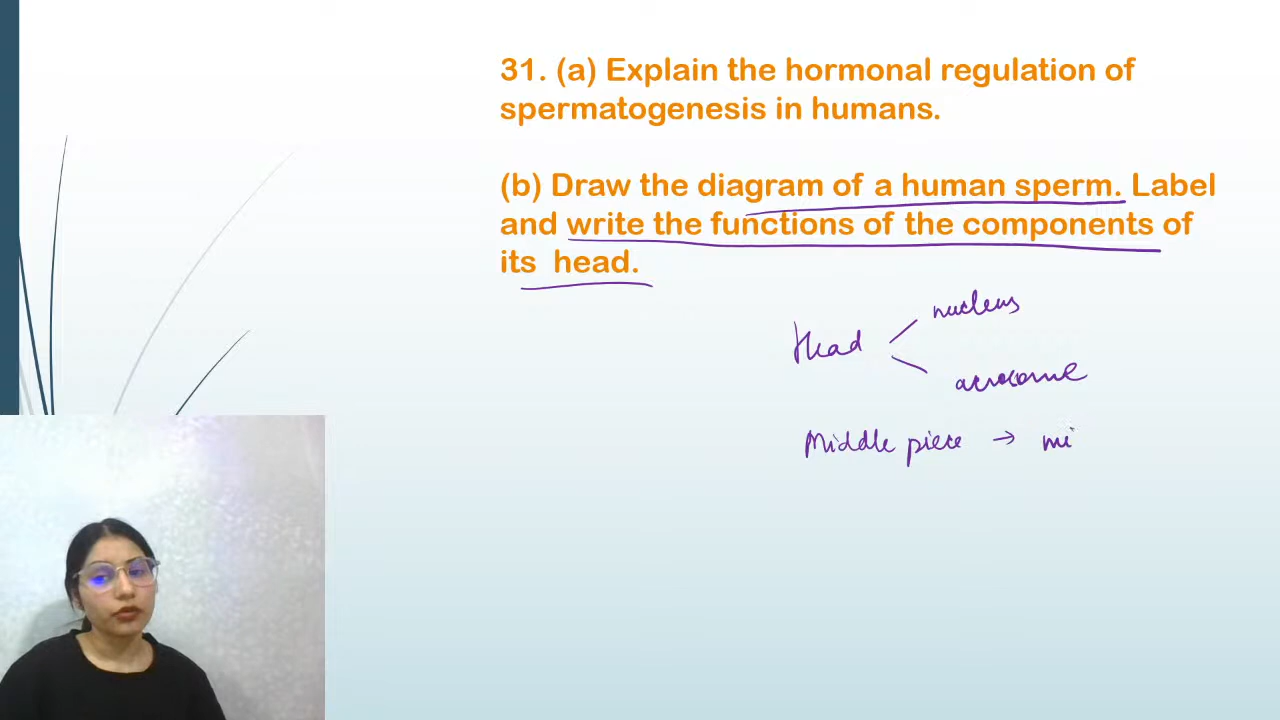 31. (a) Explain the hormonal regulation of
spermatogenesis in humans.
(b) Draw the diagram of a human sperm. Label
and write the functions of the components of
its head.
Head
nucleus
acrosome
Middle piece → mi